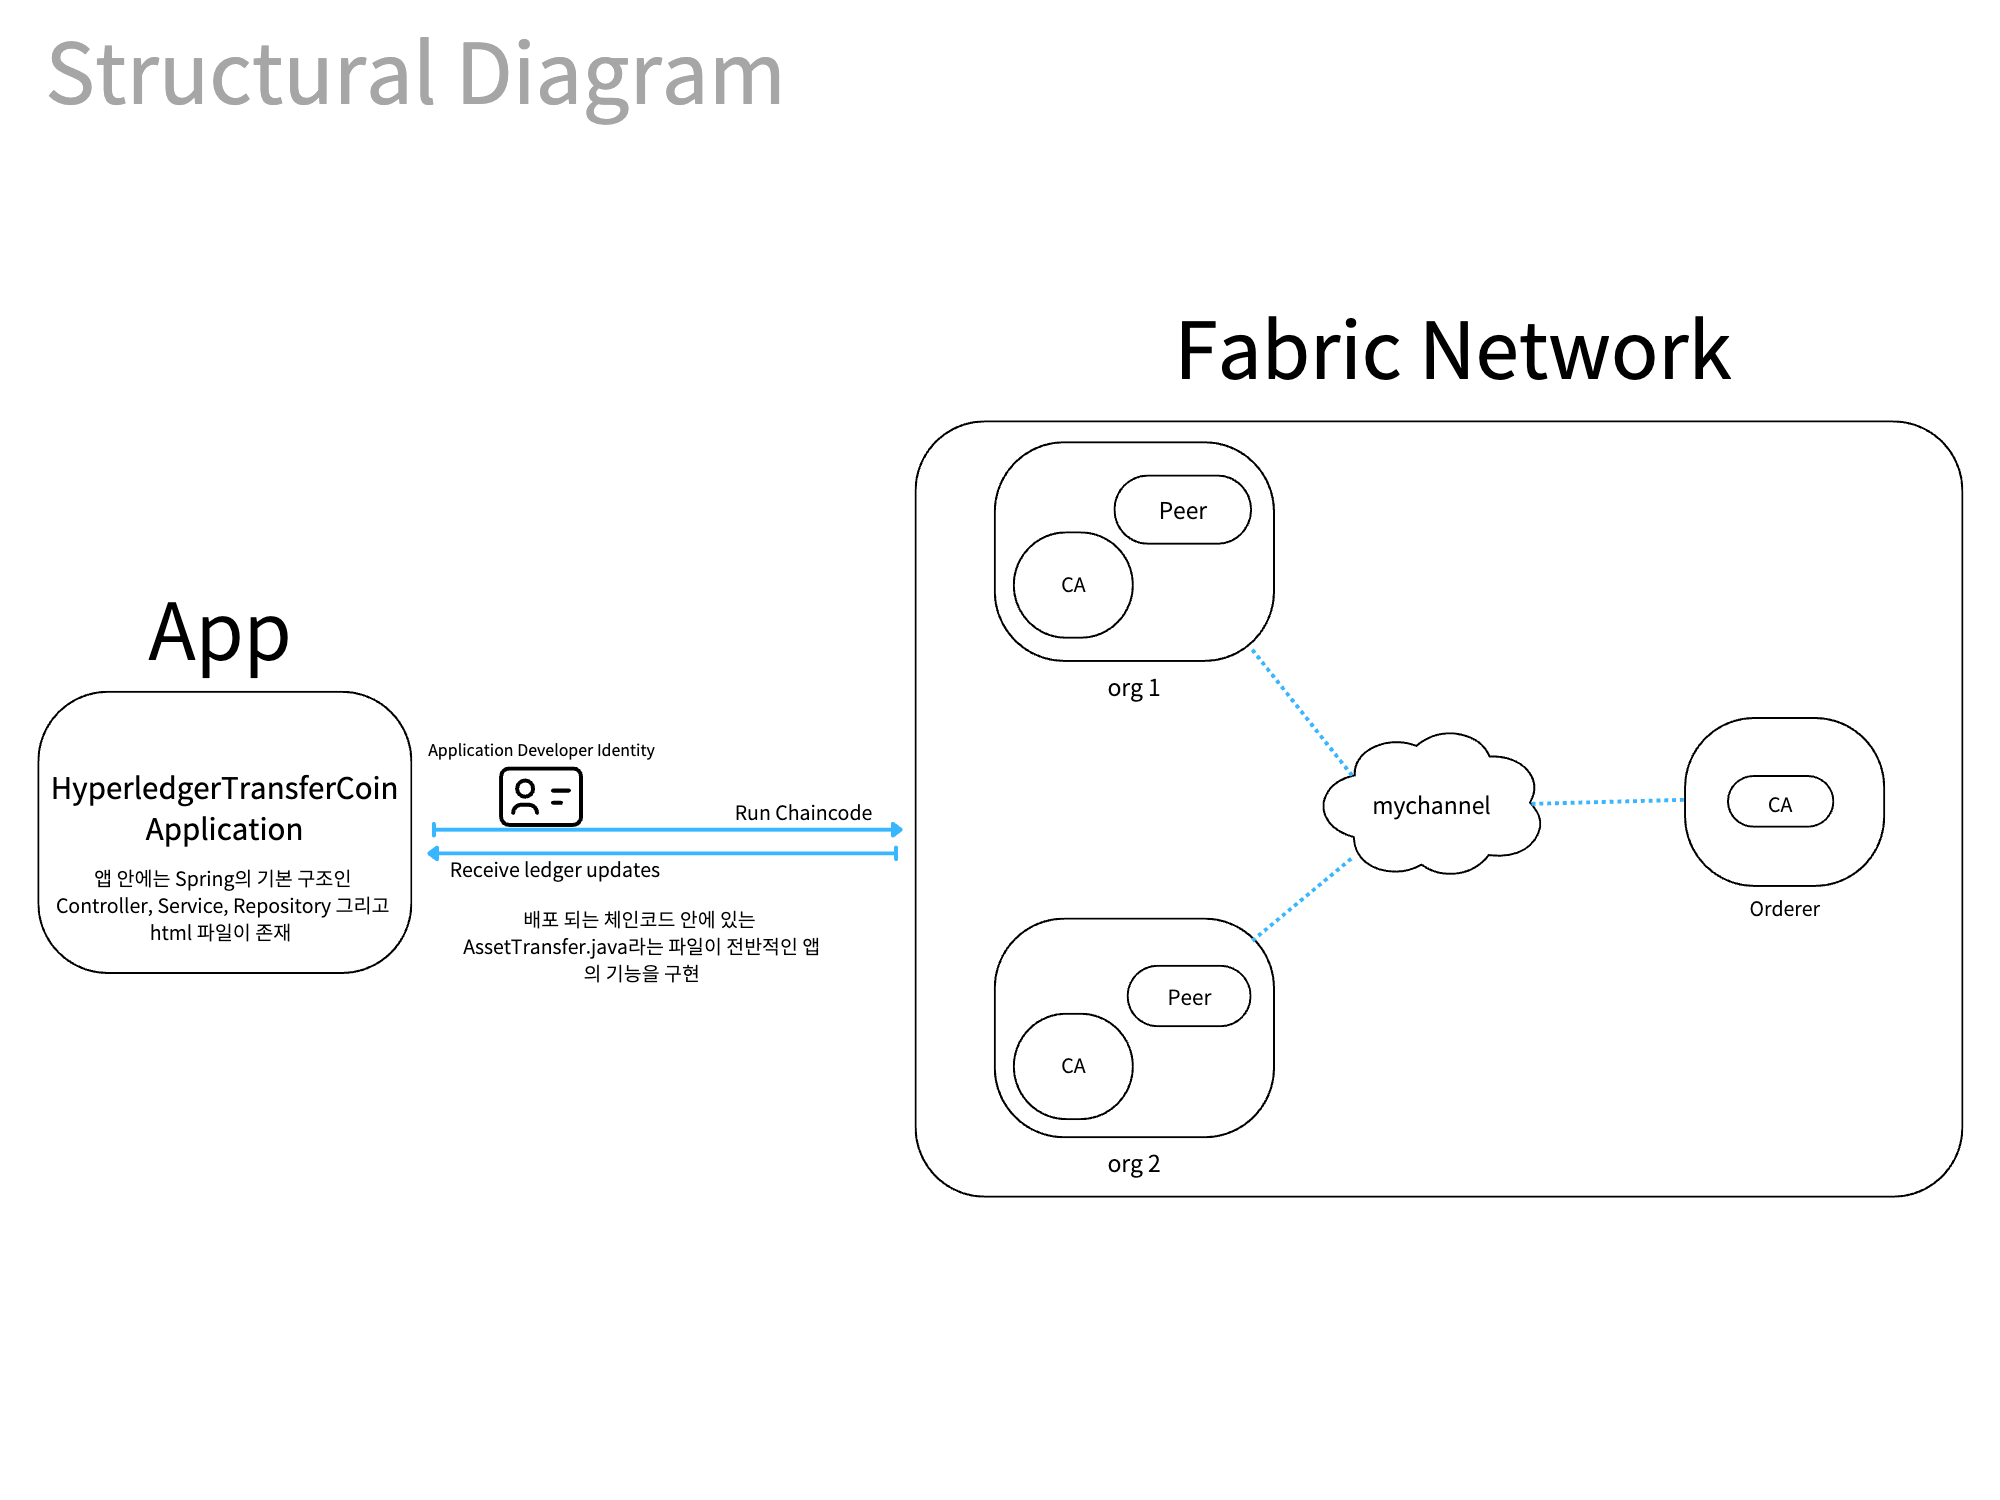 Structural Diagram
Fabric Network
Peer
CA
org 1
App
HyperledgerTransferCoin
Application
앱 안에는 Spring의 기본 구조인
Controller, Service, Repository 그리고
html 파일이 존재
Application Developer Identity
Run Chaincode
Receive ledger updates
배포 되는 체인코드 안에 있는
AssetTransfer.java라는 파일이 전반적인 앱
의 기능을 구현
mychannel
CA
Orderer
Peer
CA
org 2